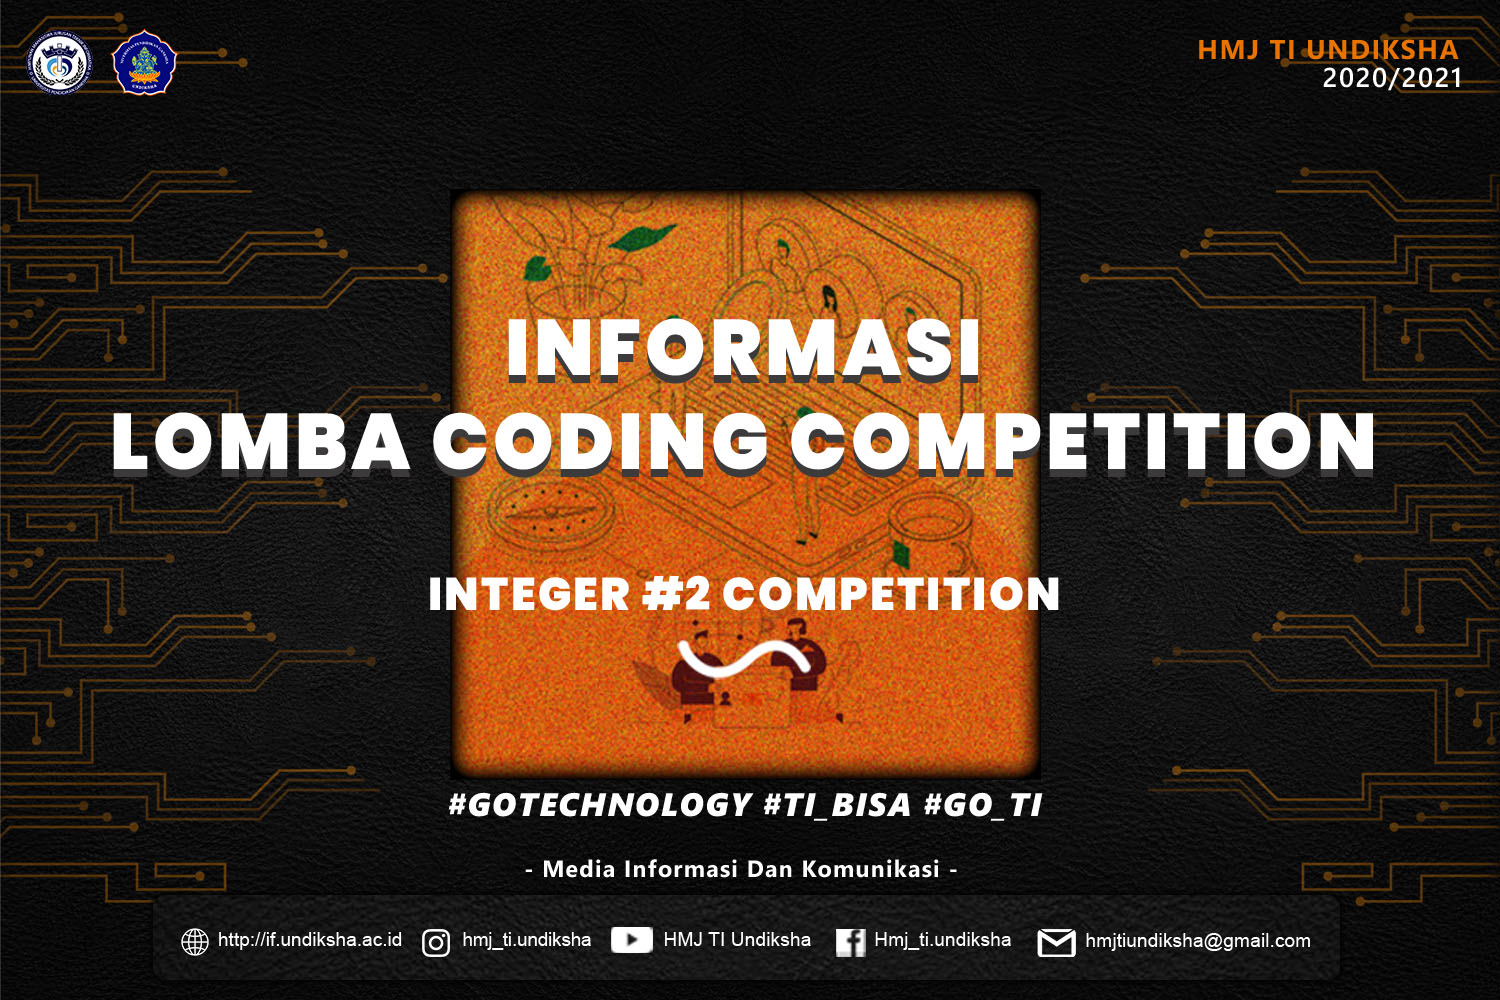 HMJ TI UNDIKSHA
2020/2021
UNDIKSHA
INFORMASI
LOMBA CODING COMPETITION
INTEGER #2 COMPETITION
#GOTECHNOLOGY #TI_BISA #GO_TI
- Media Informasi Dan Komunikasi -
http://if.undiksha.ac.id
hmj_ti.undiksha
HMJ TI Undiksha
Hmj_ti.undiksha
hmjtiundiksha@gmail.com